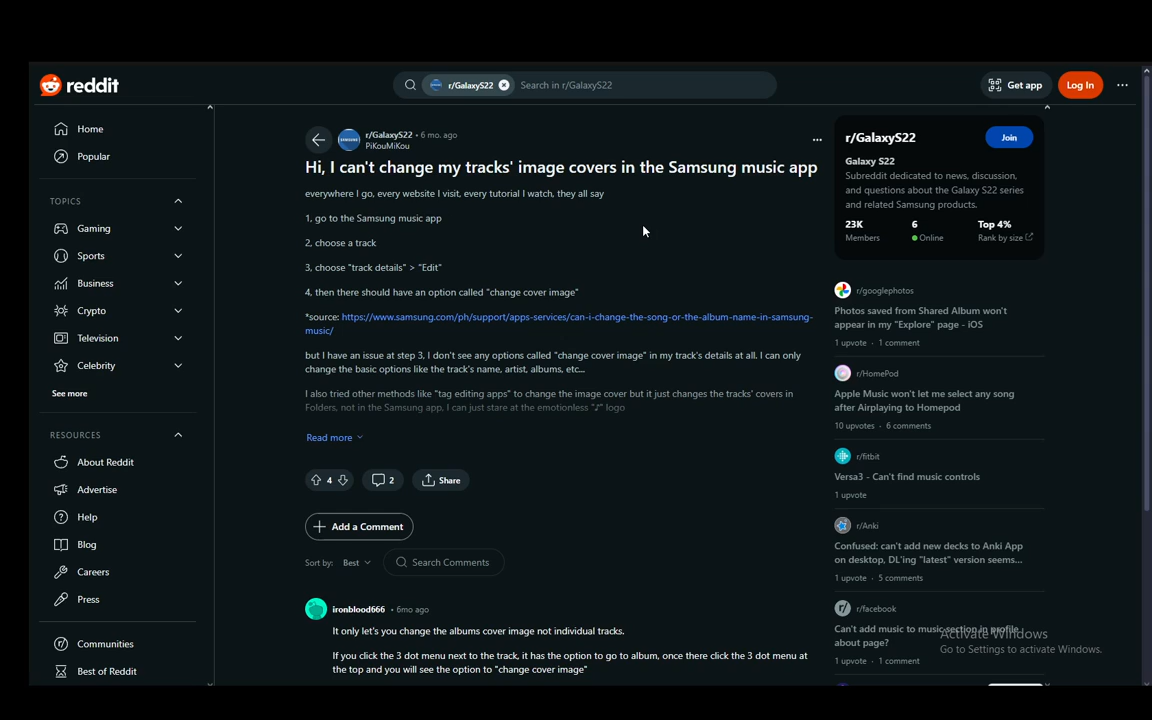 reddit
r/GalaxyS22
Search in r/GalaxyS22
Get app
Log In
Home
Popular
TOPICS
Gaming
Sports
Business
Crypto
Television
Celebrity
See more
RESOURCES
About Reddit
Advertise
Help
Blog
Careers
Press
Communities
Best of Reddit
r/GalaxyS22 • 6 mo. ago
PiKouMiKou
Hi, I can't change my tracks' image covers in the Samsung music app
everywhere I go, every website I visit, every tutorial I watch, they all say
1, go to the Samsung music app
2, choose a track
3, choose "track details" > "Edit"
4, then there should have an option called "change cover image"
*source: https://www.samsung.com/ph/support/apps-services/can-i-change-the-song-or-the-album-name-in-samsung-
music/
but I have an issue at step 3, I don't see any options called "change cover image" in my track's details at all. I can only
change the basic options like the track's name, artist, albums, etc...
I also tried other methods like "tag editing apps" to change the image cover but it just changes the tracks' covers in
Folders, not in the Samsung app, I can just stare at the emotionless "♪" logo
Read more
4
2
Share
Add a Comment
Sort by: Best
Search Comments
ironblood666 • 6mo ago
It only let's you change the albums cover image not individual tracks.
If you click the 3 dot menu next to the track, it has the option to go to album, once there click the 3 dot menu at
the top and you will see the option to "change cover image"
r/GalaxyS22
Join
Galaxy S22
Subreddit dedicated to news, discussion,
and questions about the Galaxy S22 series
and related Samsung products.
23K 6 Top 4%
Members Online Rank by size
r/googlephotos
Photos saved from Shared Album won't
appear in my "Explore" page - iOS
1 upvote · 1 comment
r/HomePod
Apple Music won't let me select any song
after Airplaying to Homepod
10 upvotes · 6 comments
r/fitbit
Versa3 - Can't find music controls
1 upvote
r/Anki
Confused: can't add new decks to Anki App
on desktop, DL'ing "latest" version seems...
1 upvote · 5 comments
r/facebook
Can't add music to music section in profile
about page?
1 upvote · 1 comment
Activate Windows
Go to Settings to activate Windows.